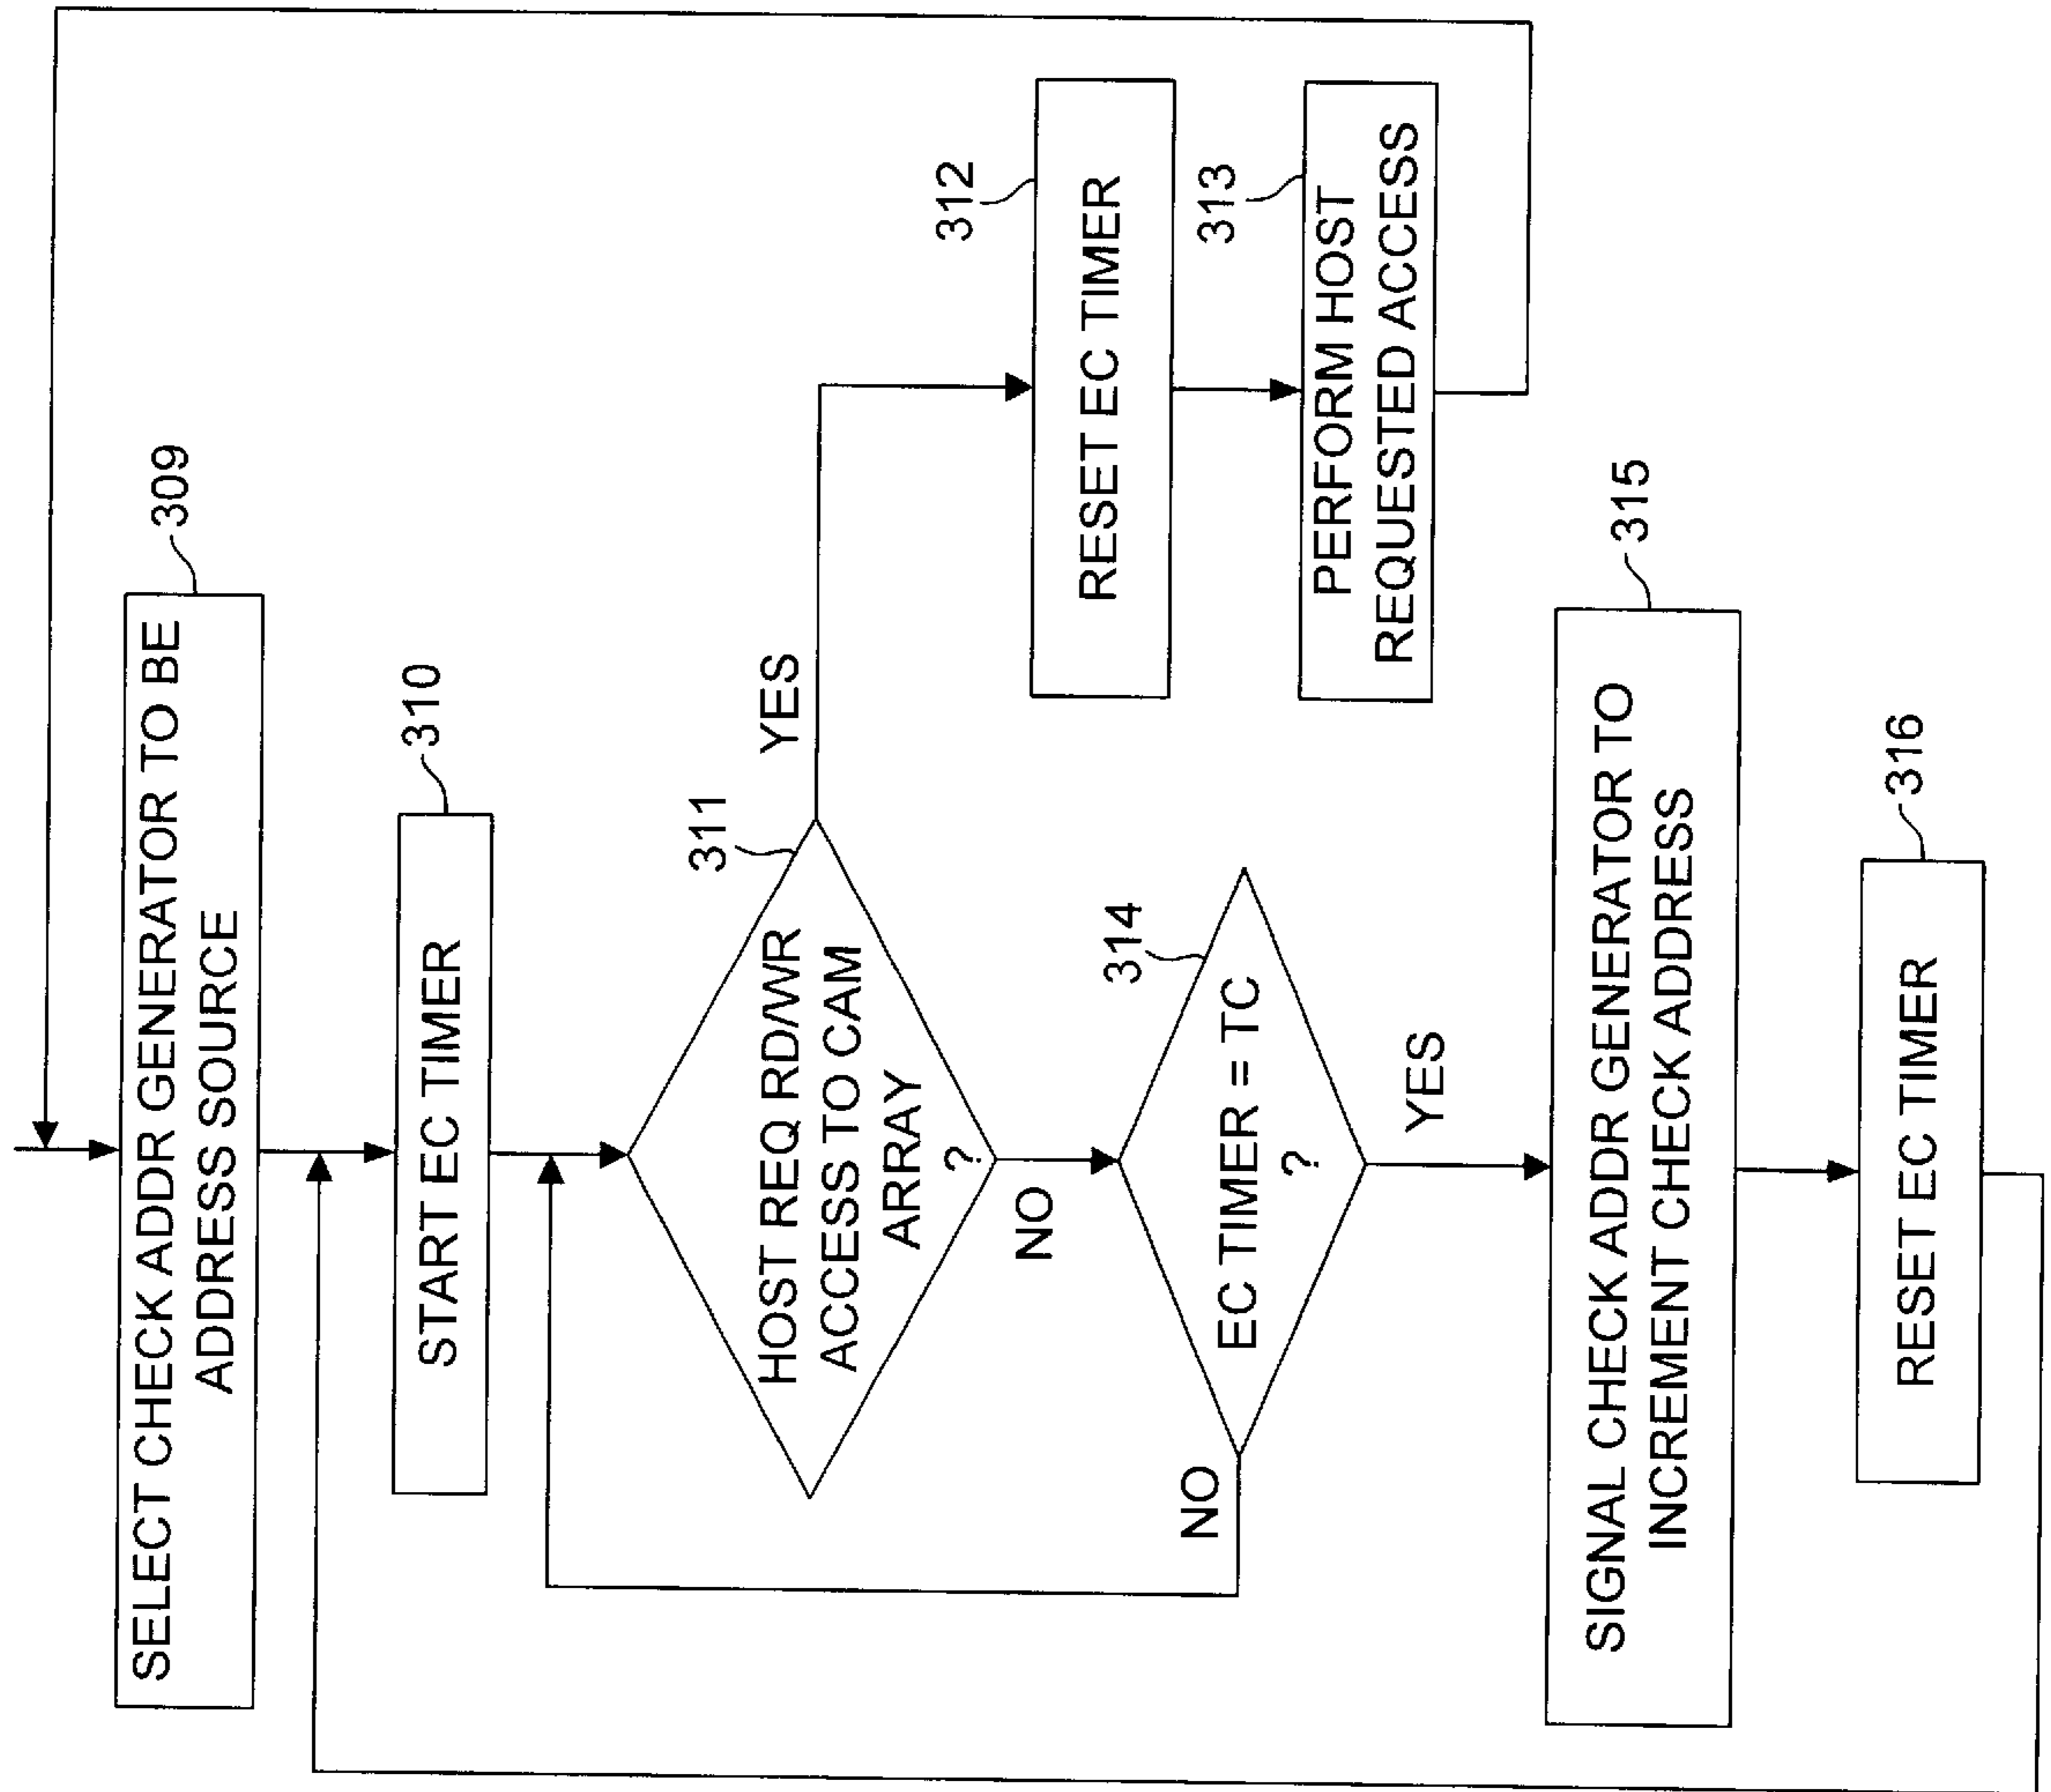 SELECT CHECK ADDR GENERATOR TO BE
ADDRESS SOURCE
309
START EC TIMER
310
HOST REQ RD/WR
ACCESS TO CAM
ARRAY
?
311
YES
NO
RESET EC TIMER
312
PERFORM HOST
REQUESTED ACCESS
313
EC TIMER = TC
?
314
NO
YES
SIGNAL CHECK ADDR GENERATOR TO
INCREMENT CHECK ADDRESS
315
RESET EC TIMER
316